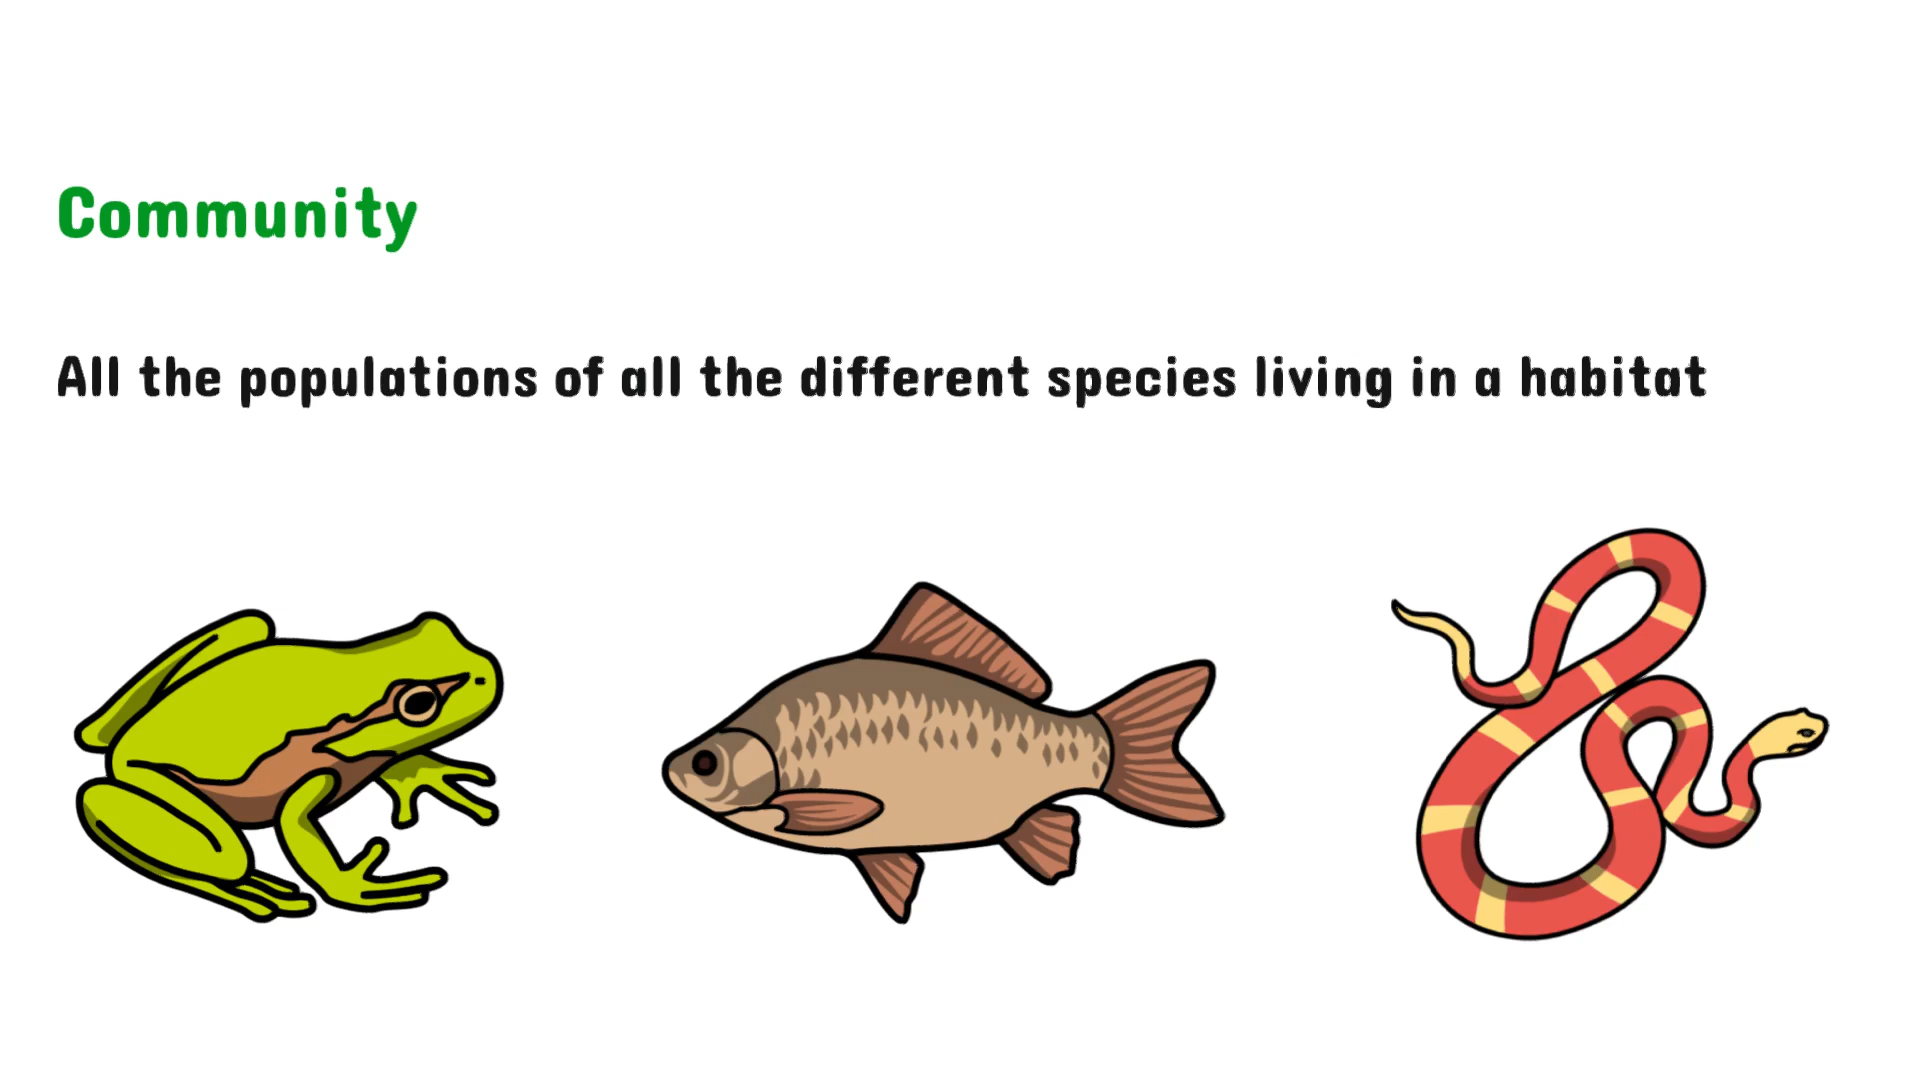 Community
All the populations of all the different species living in a habitat